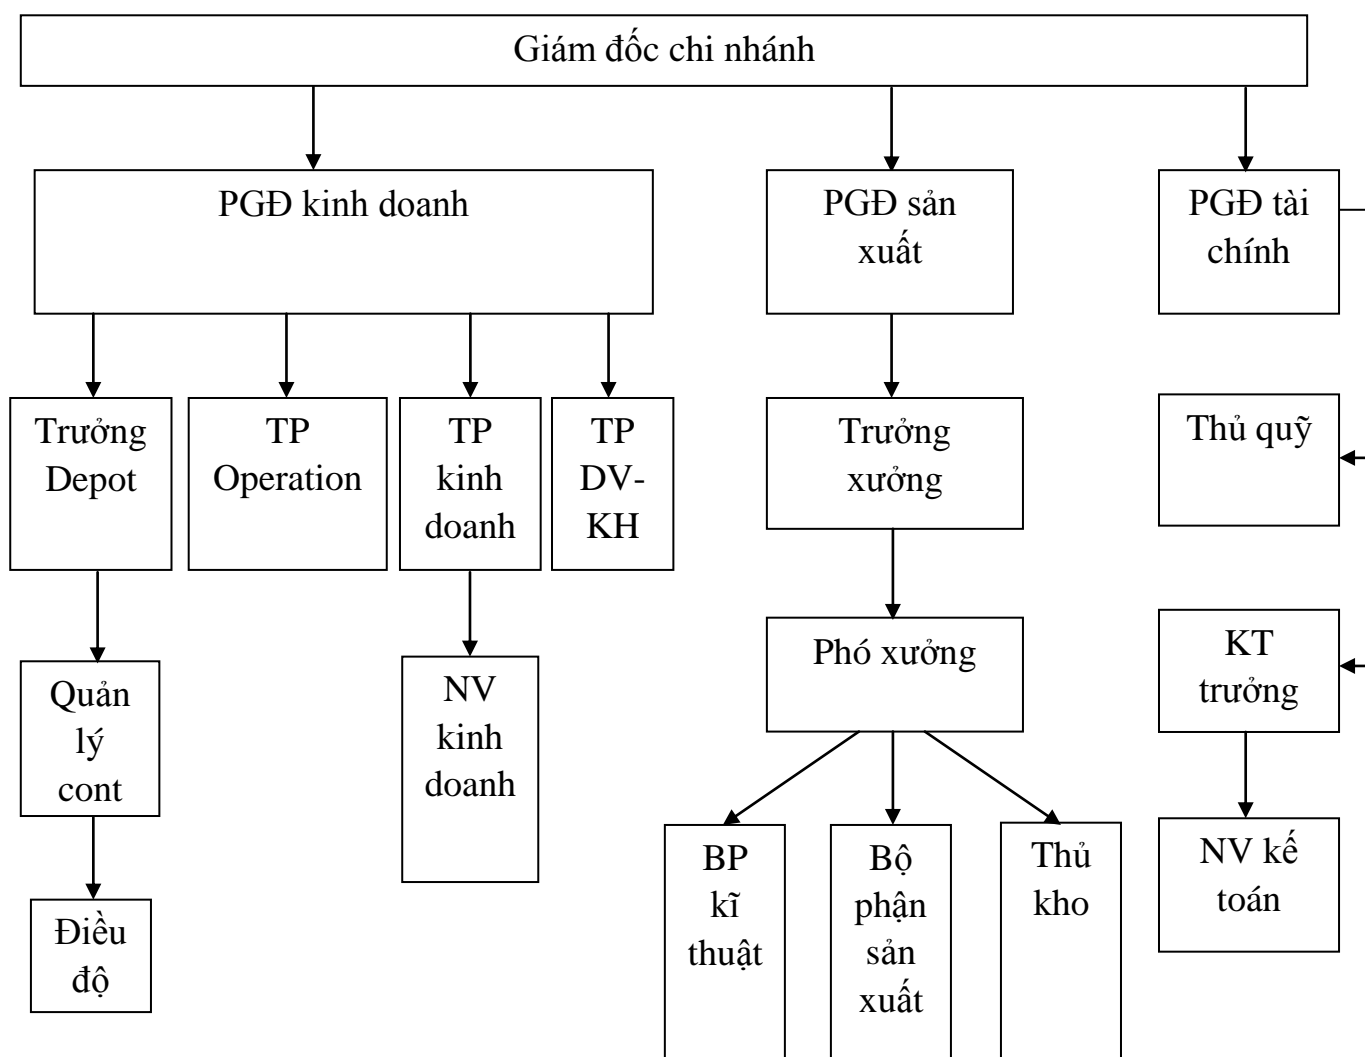 Giám đốc chi nhánh
PGĐ kinh doanh
PGĐ sản
xuất
PGĐ tài
chính
Trưởng
Depot
TP
Operation
TP
kinh
doanh
TP
DV-
KH
Trưởng
xưởng
Thủ quỹ
Quản
lý
cont
NV
kinh
doanh
Phó xưởng
KT
trưởng
Điều
độ
BP
kĩ
thuật
Bộ
phận
sản
xuất
Thủ
kho
NV kế
toán